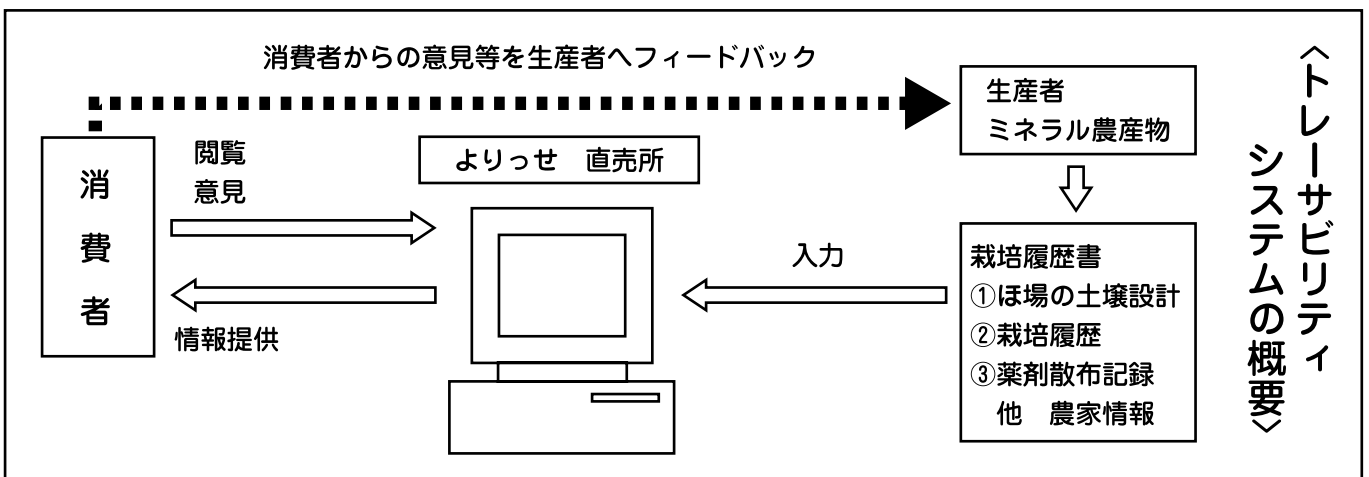 〈トレーサビリティ
システムの概要〉
消費者からの意見等を生産者へフィードバック
消費者
閲覧
意見
情報提供
よりっせ　直売所
入力
生産者
ミネラル農産物
栽培履歴書
①ほ場の土壌設計
②栽培履歴
③薬剤散布記録
他　農家情報